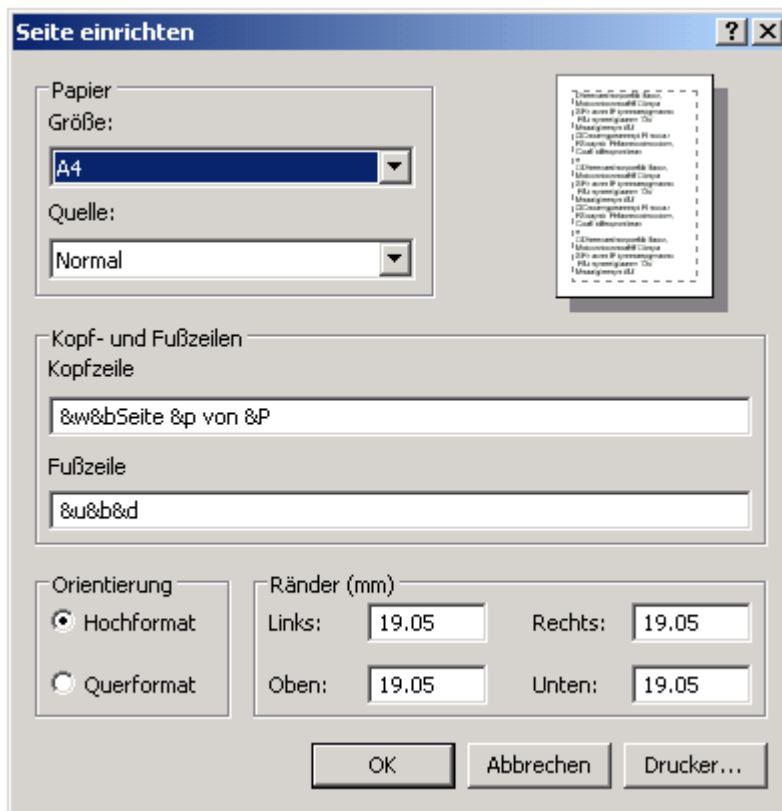 Seite einrichten
Papier
Größe:
A4
Quelle:
Normal
Kopf- und Fußzeilen
Kopfzeile
&w&bSeite &p von &P
Fußzeile
&u&b&d
Orientierung
Hochformat
Querformat
Ränder (mm)
Links: 19.05 Rechts: 19.05
Oben: 19.05 Unten: 19.05
OK Abbrechen Drucker...